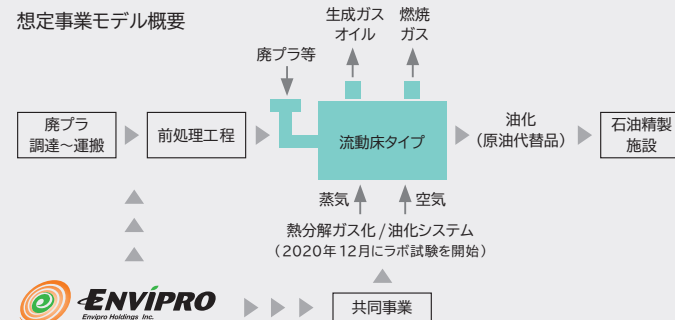 想定事業モデル概要
生成ガス
オイル
燃焼
ガス
廃プラ等
廃プラ
調達～運搬
前処理工程
流動床タイプ
油化
（原油代替品）
石油精製
施設
蒸気
空気
熱分解ガス化/油化システム
（2020年12月にラボ試験を開始）
e ENVIPRO
Envipro Holdings Inc.
共同事業